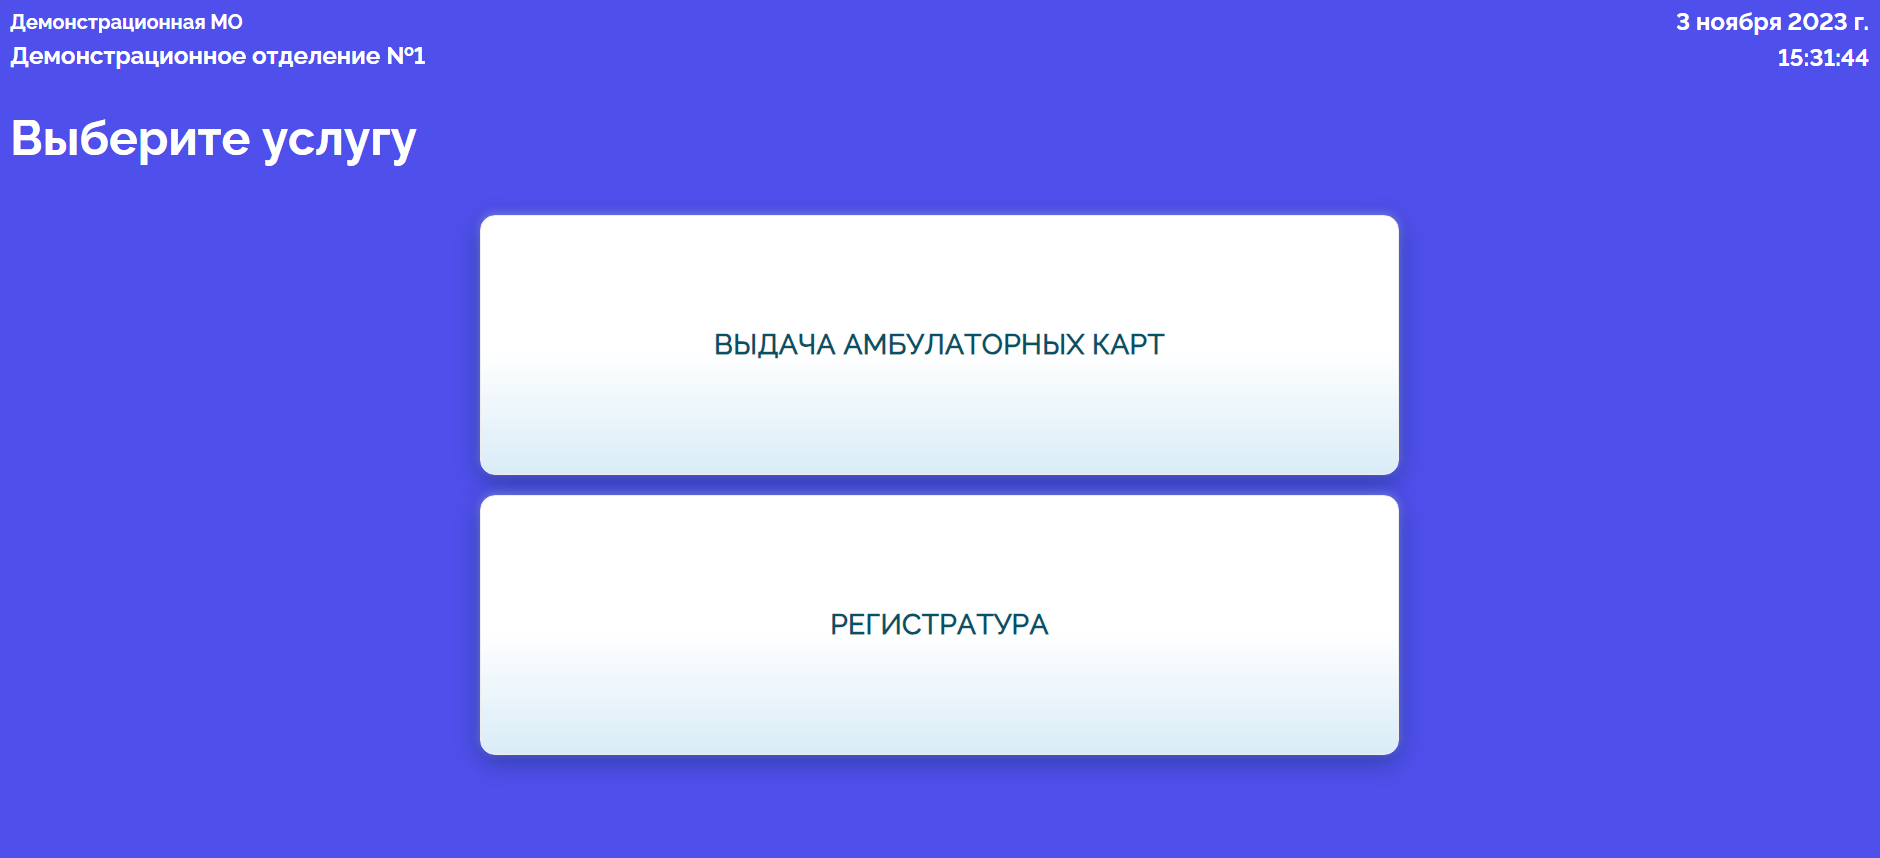 Демонстрационная МО
Демонстрационное отделение №1
3 ноября 2023 г.
15:31:44
Выберите услугу
ВЫДАЧА АМБУЛАТОРНЫХ КАРТ
РЕГИСТРАТУРА